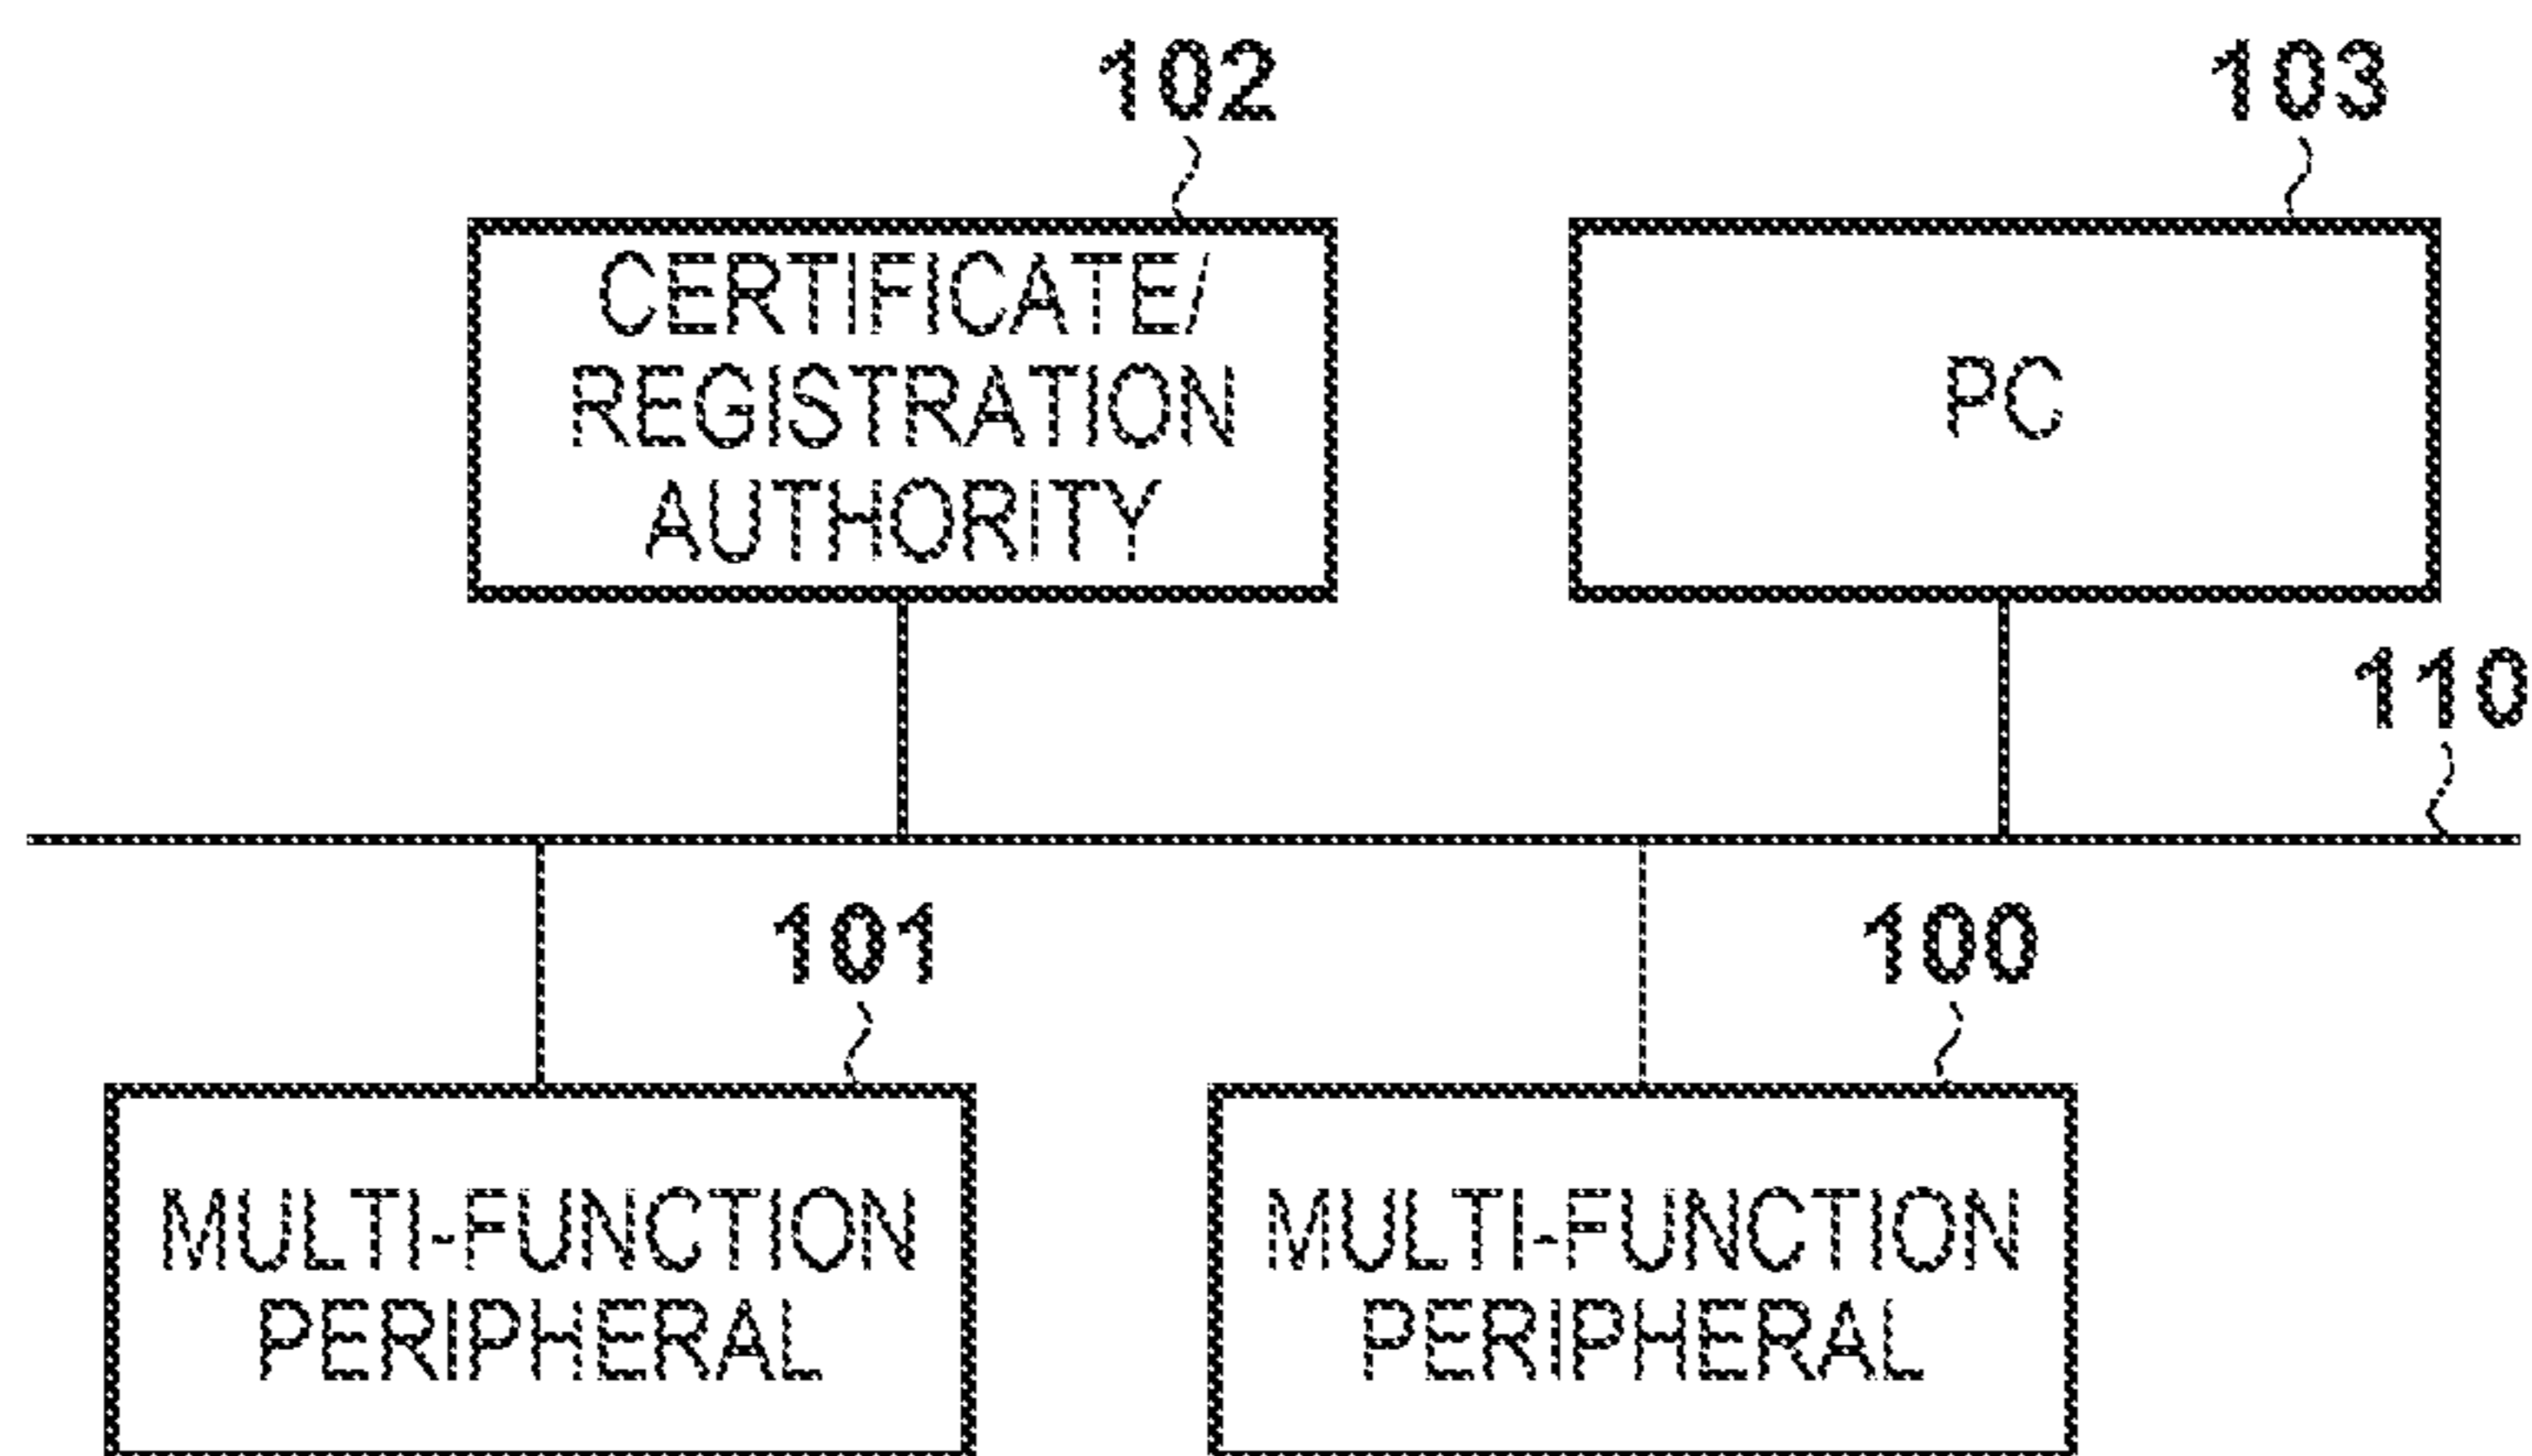 102
103
CERTIFICATE/
REGISTRATION
AUTHORITY
PC
110
101
100
MULTI-FUNCTION
PERIPHERAL
MULTI-FUNCTION
PERIPHERAL